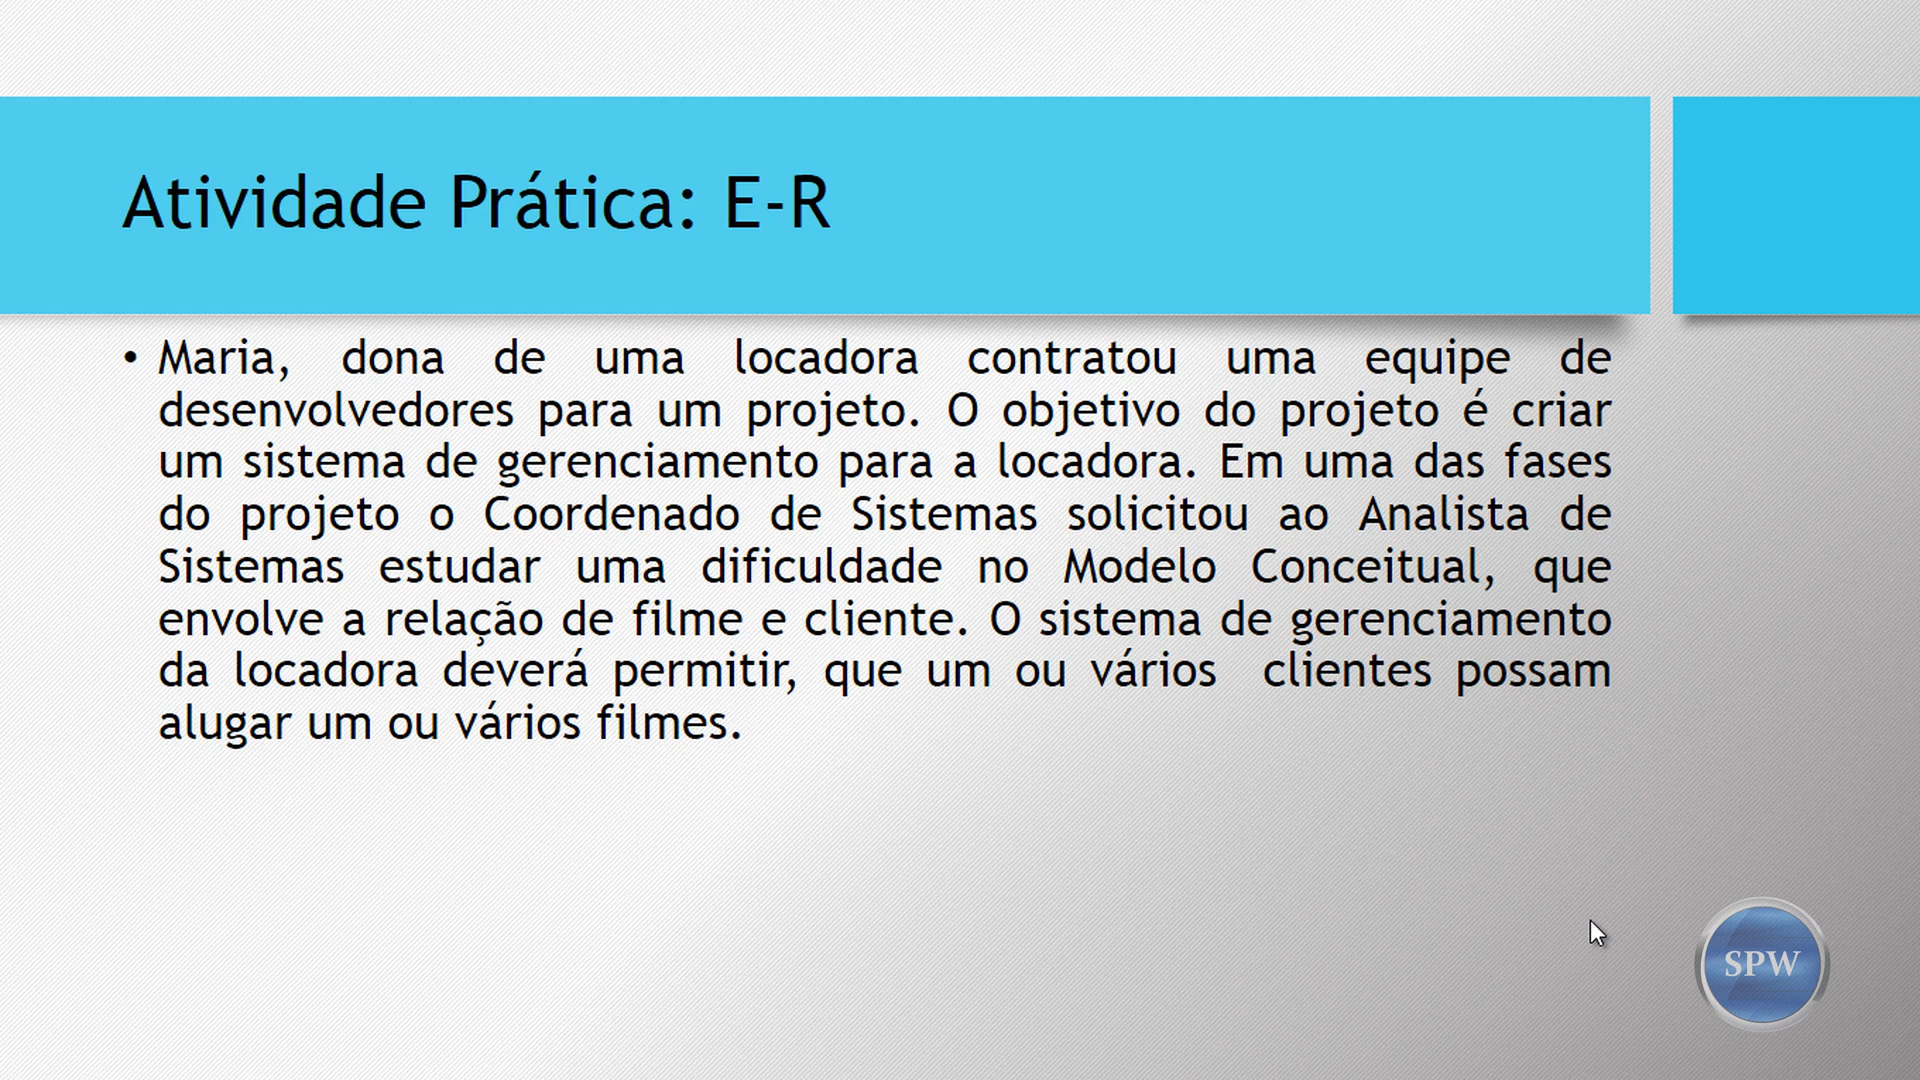 Atividade Prática: E-R
• Maria, dona de uma locadora contratou uma equipe de
desenvolvedores para um projeto. O objetivo do projeto é criar
um sistema de gerenciamento para a locadora. Em uma das fases
do projeto o Coordenado de Sistemas solicitou ao Analista de
Sistemas estudar uma dificuldade no Modelo Conceitual, que
envolve a relação de filme e cliente. O sistema de gerenciamento
da locadora deverá permitir, que um ou vários clientes possam
alugar um ou vários filmes.
SPW